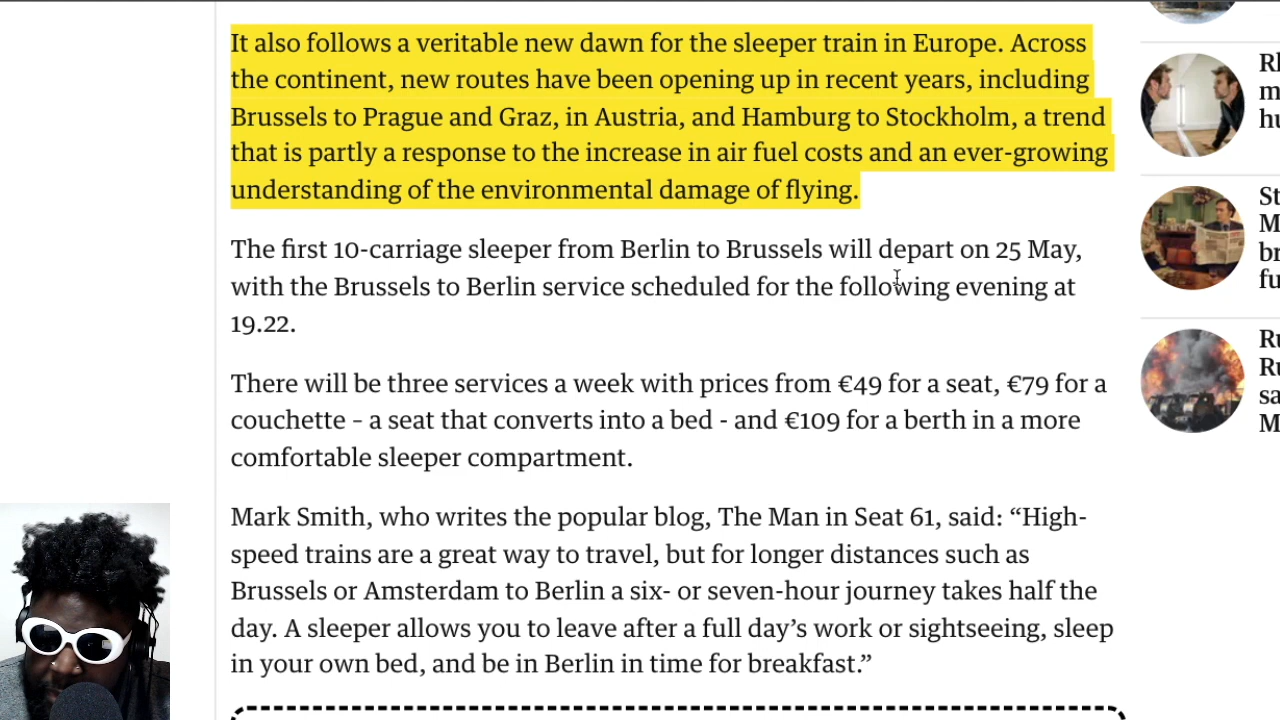 It also follows a veritable new dawn for the sleeper train in Europe. Across
the continent, new routes have been opening up in recent years, including
Brussels to Prague and Graz, in Austria, and Hamburg to Stockholm, a trend
that is partly a response to the increase in air fuel costs and an ever-growing
understanding of the environmental damage of flying.
The first 10-carriage sleeper from Berlin to Brussels will depart on 25 May,
with the Brussels to Berlin service scheduled for the following evening at
19.22.
There will be three services a week with prices from €49 for a seat, €79 for a
couchette – a seat that converts into a bed - and €109 for a berth in a more
comfortable sleeper compartment.
Mark Smith, who writes the popular blog, The Man in Seat 61, said: “High-
speed trains are a great way to travel, but for longer distances such as
Brussels or Amsterdam to Berlin a six- or seven-hour journey takes half the
day. A sleeper allows you to leave after a full day’s work or sightseeing, sleep
in your own bed, and be in Berlin in time for breakfast.”